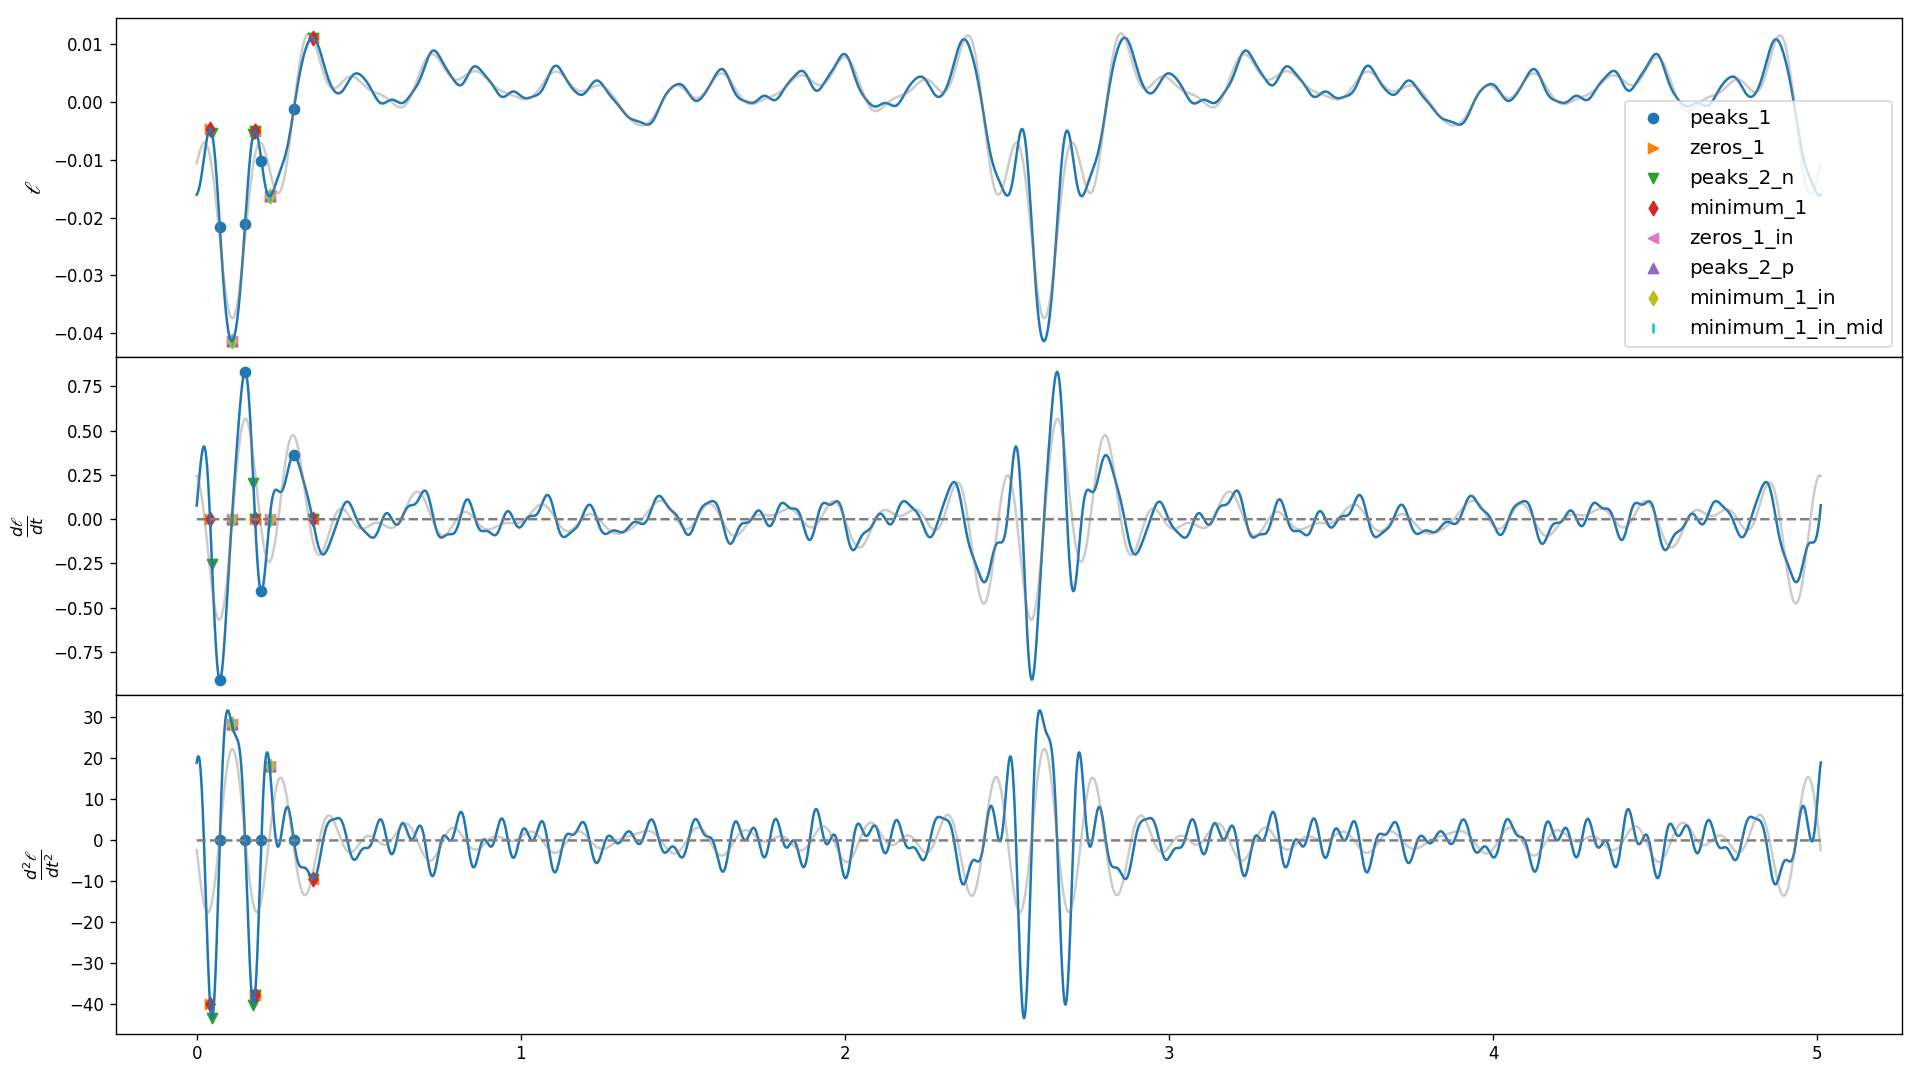 0.01
0.00
−0.01
−0.02
−0.03
−0.04
ℓ
peaks_1
zeros_1
peaks_2_n
minimum_1
zeros_1_in
peaks_2_p
minimum_1_in
minimum_1_in_mid
0.75
0.50
0.25
0.00
−0.25
−0.50
−0.75
dℓ
dt
30
20
10
0
−10
−20
−30
−40
d²ℓ
dt²
0 1 2 3 4 5